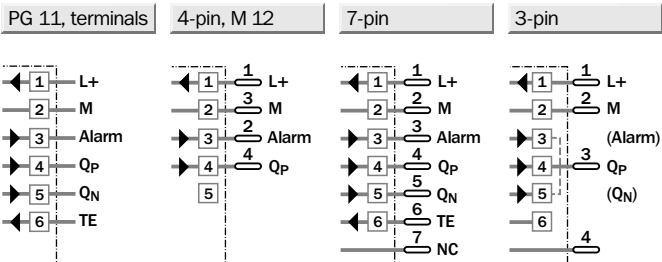 PG 11, terminals
1 L+
2 M
3 Alarm
4 QP
5 QN
6 TE
4-pin, M 12
1 1 L+
2 3 M
3 2 Alarm
4 4 QP
5
7-pin
1 1 L+
2 2 M
3 3 Alarm
4 4 QP
5 5 QN
6 6 TE
7 NC
3-pin
1 1 L+
2 2 M
3 (Alarm)
4 3 QP
5 (QN)
6
4